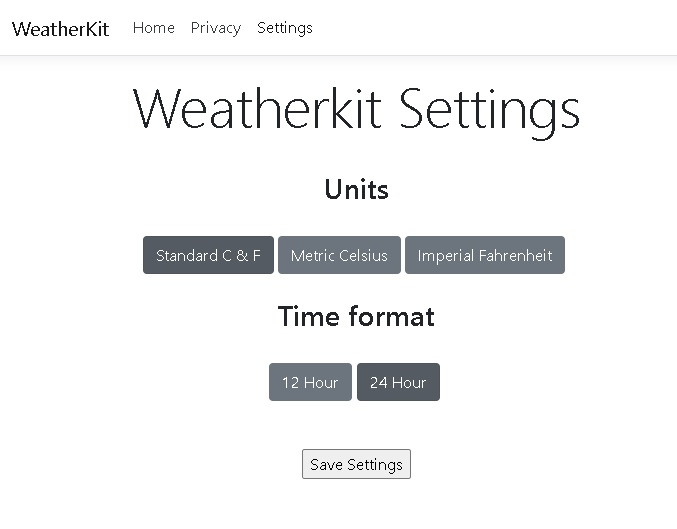 WeatherKit Home Privacy Settings
Weatherkit Settings
Units
Standard C & F Metric Celsius Imperial Fahrenheit
Time format
12 Hour 24 Hour
Save Settings